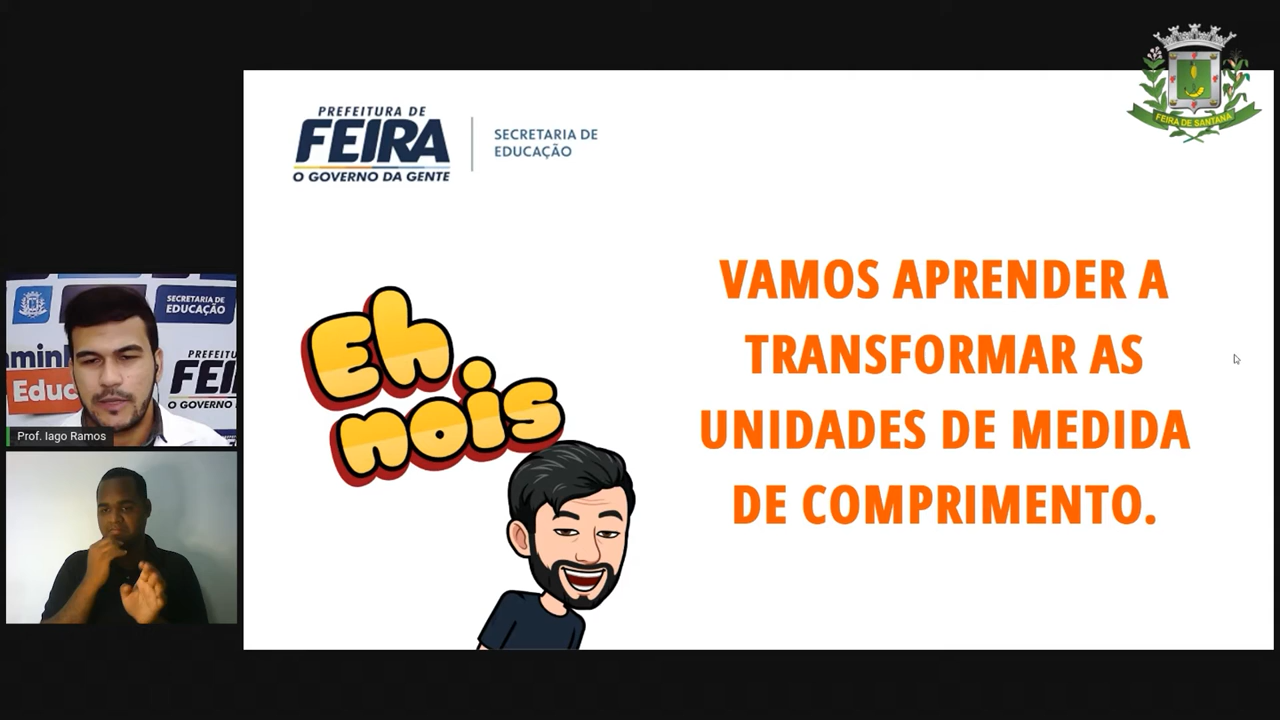 PREFEITURA DE
FEIRA
O GOVERNO DA GENTE
SECRETARIA DE
EDUCAÇÃO
FEIRA DE SANTANA
Eh
nois
VAMOS APRENDER A
TRANSFORMAR AS
UNIDADES DE MEDIDA
DE COMPRIMENTO.
SECRETARIA DE
EDUCAÇÃO
aminh
Educ
PREFEITU
FEI
O GOVERNO
Prof. Iago Ramos